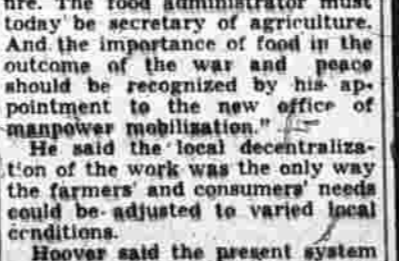 ure. The food administrator must
today be secretary of agriculture.
And the importance of food in the
outcome of the war and peace
should be recognized by his ap-
pointment to the new office of
manpower mobilization."
He said the local decentraliza-
tion of the work was the only way
the farmers' and consumers' needs
could be adjusted to varied local
conditions.
Hoover said the present system